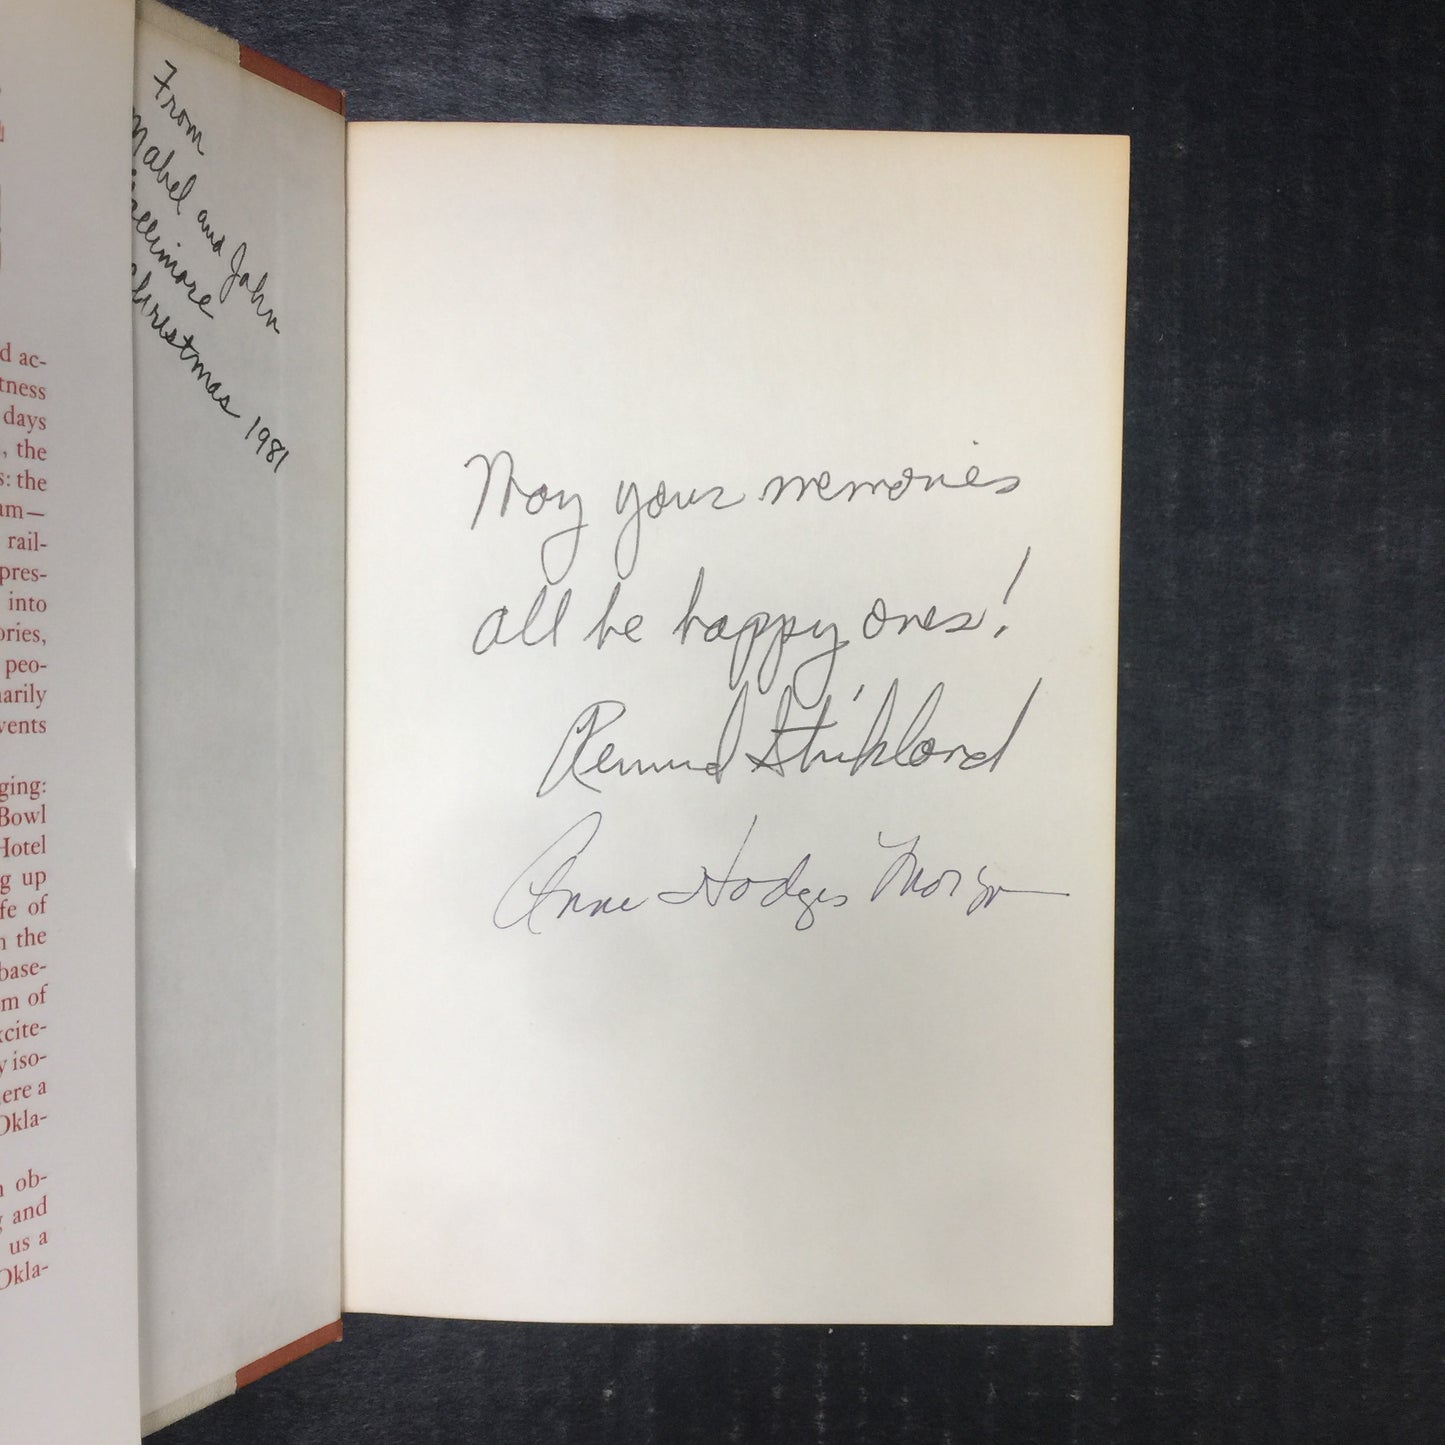 d ac-
tness
days
, the
s: the
um—
rail-
pres-
into
ories,
peo-
arily
vents
ging:
Bowl
Hotel
g up
fe of
n the
base-
m of
xcite-
y iso-
ere a
Okla-
n ob-
g and
us a
Okla-
From
Mabel and John
allimore
Christmas 1981
May your memories
all be happy ones!
Rennard Strickland
Anne Hodges Morgan